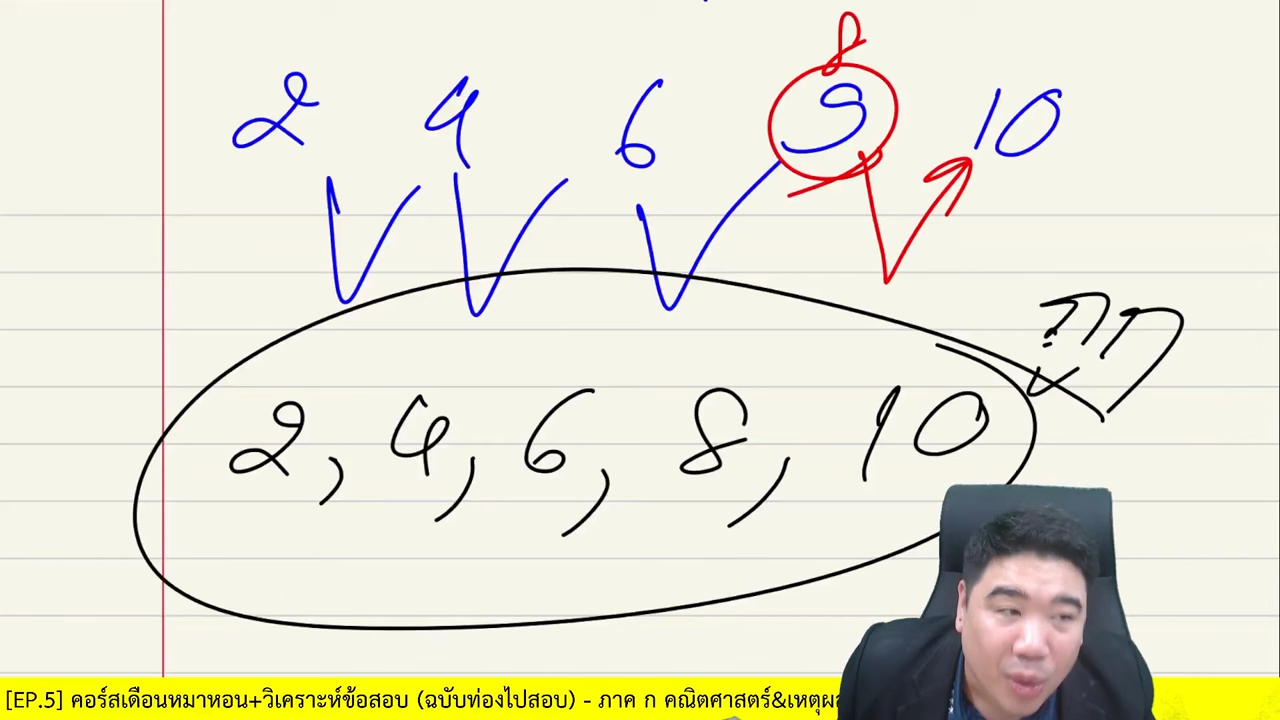 8
2 4 6 9 10
2, 4, 6, 8, 10
[EP.5] คอร์สเดือนหมาหอน+วิเคราะห์ข้อสอบ (ฉบับท่องไปสอบ) - ภาค ก คณิตศาสตร์&เหตุผ